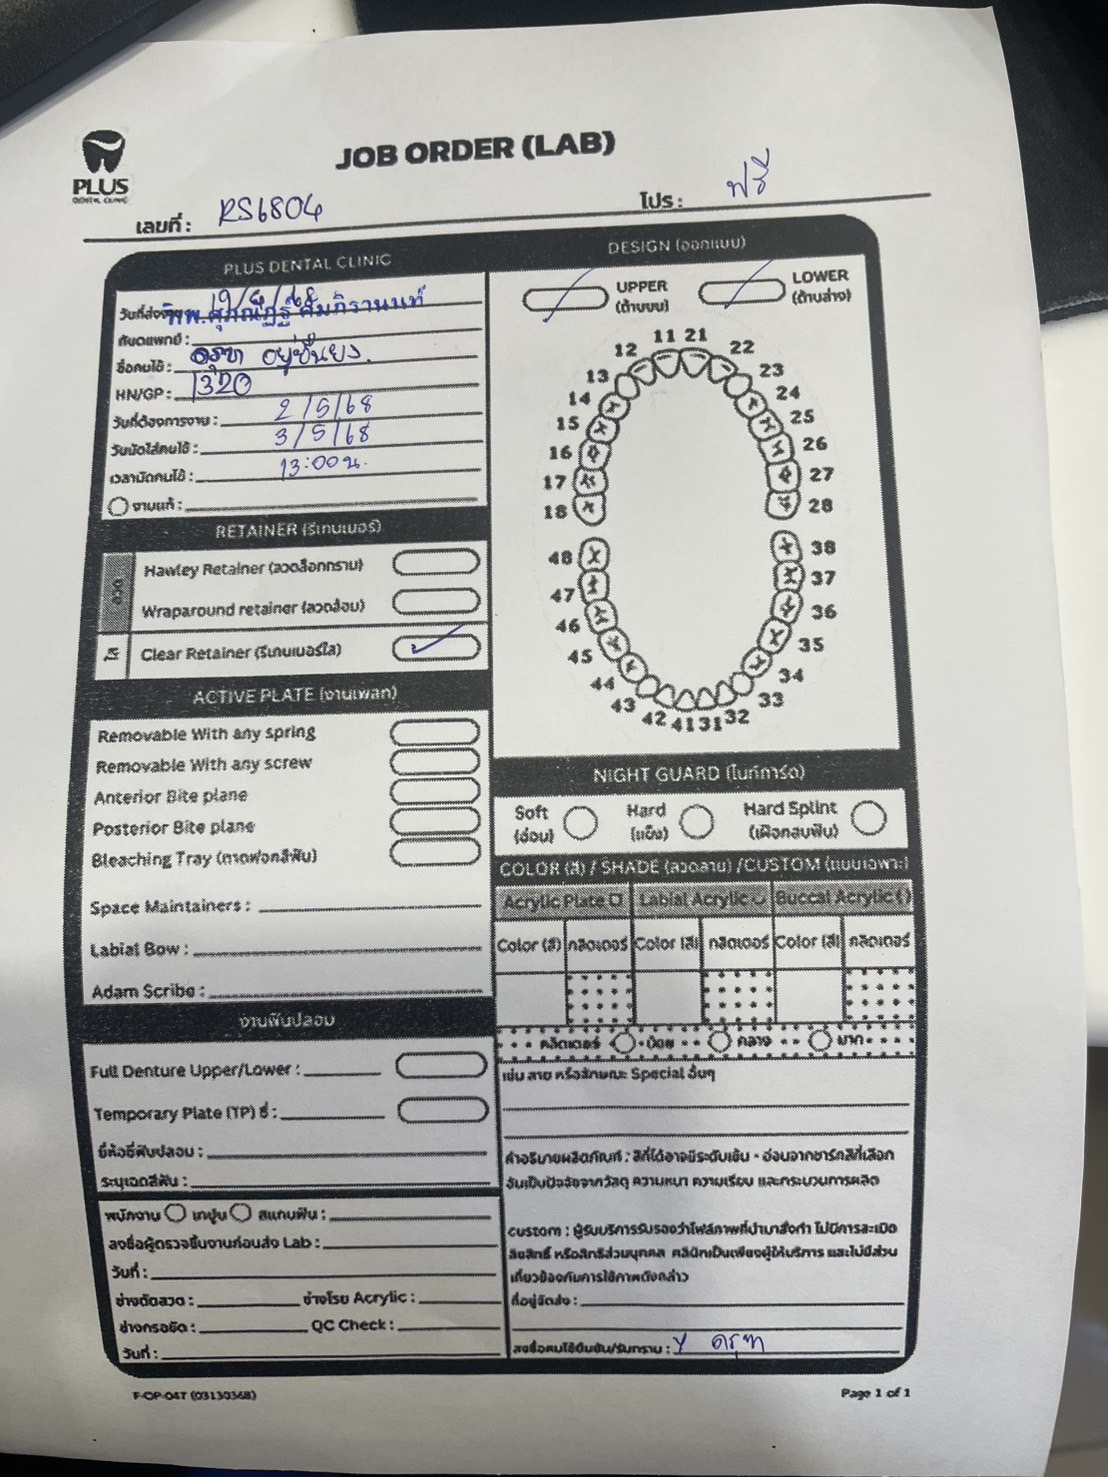 PLUS
DENTAL CLINIC
JOB ORDER (LAB)
เลขที่ : RS6804
โปร : ฟรี
PLUS DENTAL CLINIC
วันที่ส่งงาน 19/4/68
ทันตแพทย์ : ทพ.ศุภณัฏฐ์ คัมภิรานนท์
ชื่อคนไข้ : ดรุฑา อยู่ยั่นยง.
HN/GP : 1320
วันที่ต้องการงาน : 2/5/68
วันนัดใส่คนไข้ : 3/5/68
เวลานัดคนไข้ : 13:00 น.
งานแก้ :
DESIGN (ออกแบบ)
UPPER (ด้านบน)
LOWER (ด้านล่าง)
11 21
12 22
13 23
14 24
15 25
16 26
17 27
18 28
48 38
47 37
46 36
45 35
44 34
43 33
42 41 31 32
RETAINER (รีเทนเนอร์)
ลวด
Hawley Retainer (ลวดล็อกกราม)
Wraparound retainer (ลวดอ้อม)
ใส
Clear Retainer (รีเทนเนอร์ใส)
ACTIVE PLATE (งานเพลท)
Removable With any spring
Removable With any screw
Anterior Bite plane
Posterior Bite plane
Bleaching Tray (ถาดฟอกสีฟัน)
Space Maintainers :
Labial Bow :
Adam Scribe :
NIGHT GUARD (ไนท์การ์ด)
Soft (อ่อน)
Hard (แข็ง)
Hard Splint (เฝือกสบฟัน)
COLOR (สี) / SHADE (ลวดลาย) /CUSTOM (แบบเฉพาะ)
Acrylic Plate Labial Acrylic Buccal Acrylic
Color (สี) กลิตเตอร์ Color (สี) กลิตเตอร์ Color (สี) กลิตเตอร์
กลิตเตอร์ น้อย กลาง มาก
เช่น ลาย หรือลักษณะ Special อื่นๆ
งานฟันปลอม
Full Denture Upper/Lower :
Temporary Plate (TP) ซี่ :
ยี่ห้อซี่ฟันปลอม :
ระบุเฉดสีฟัน :
พนักงาน เทปูน สแกนฟัน :
ลงชื่อผู้ตรวจชิ้นงานก่อนส่ง Lab :
วันที่ :
ช่างดัดลวด : ช่างโรย Acrylic :
ช่างกรอขัด : QC Check :
วันที่ :
คำอธิบายผลิตภัณฑ์ : สีที่ได้อาจมีระดับเข้ม - อ่อนจากชาร์ทสีที่เลือก
อันเป็นปัจจัยจากวัสดุ ความหนา ความเรียบ และกระบวนการผลิต
custom : ผู้รับบริการรับรองว่าไฟล์ภาพที่นำมาสั่งทำ ไม่มีการละเมิด
ลิขสิทธิ์ หรือสิทธิส่วนบุคคล คลินิกเป็นเพียงผู้ให้บริการ และไม่มีส่วน
เกี่ยวข้องกับการใช้ภาพดังกล่าว
ที่อยู่จัดส่ง :
ลงชื่อคนไข้ยืนยัน/รับทราบ : Y ดรุฑา
F-OP-047 (03130368)
Page 1 of 1